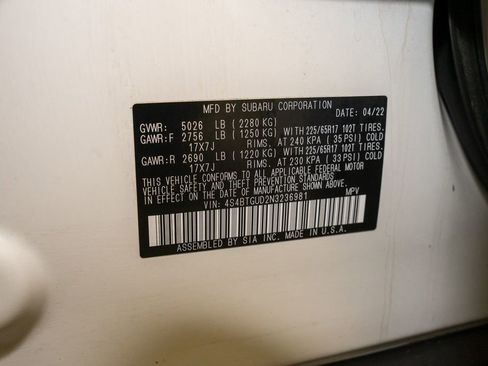 MFD BY SUBARU CORPORATION
DATE: 04/22
GVWR: 5026 LB (2280 KG)
GAWR:F 2756 LB (1250 KG) WITH 225/65R17 102T TIRES.
17X7J RIMS. AT 240 KPA (35 PSI) COLD
GAWR:R 2690 LB (1220 KG) WITH 225/65R17 102T TIRES.
17X7J RIMS. AT 230 KPA (33 PSI) COLD
THIS VEHICLE CONFORMS TO ALL APPLICABLE FEDERAL MOTOR
VEHICLE SAFETY AND THEFT PREVENTION STANDARDS
IN EFFECT ON THE DATE OF MANUFACTURE SHOWN ABOVE.
VIN: 4S4BTGUD2N3236981 MPV
ASSEMBLED BY SIA INC. MADE IN U.S.A.